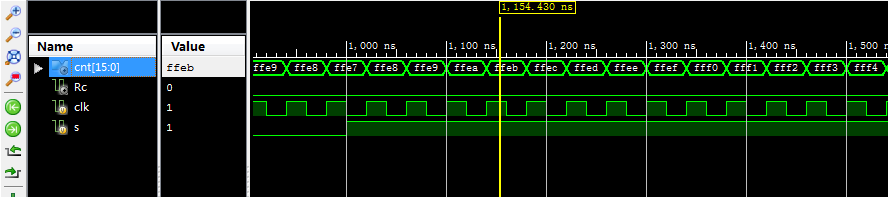 1,154.430 ns
Name
Value
1,000 ns
1,100 ns
1,200 ns
1,300 ns
1,400 ns
1,500
cnt[15:0]
ffeb
ffe9 ffe8 ffe7 ffe8 ffe9 ffea ffeb ffec ffed ffee ffef fff0 fff1 fff2 fff3 fff4
Rc
0
clk
1
s
1